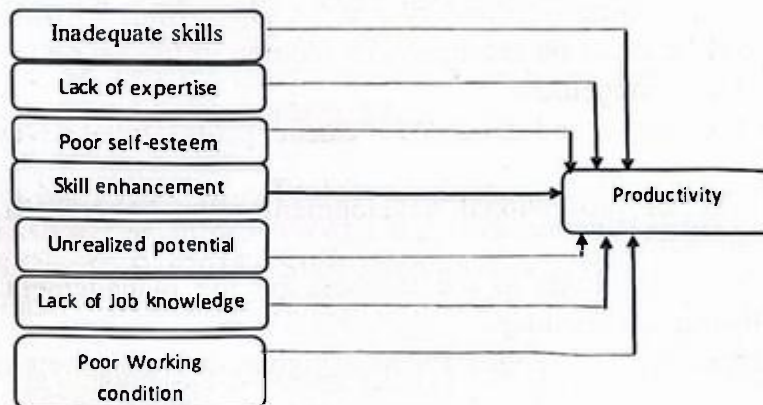 Inadequate skills
Lack of expertise
Poor self-esteem
Skill enhancement
Productivity
Unrealized potential
Lack of Job knowledge
Poor Working
condition